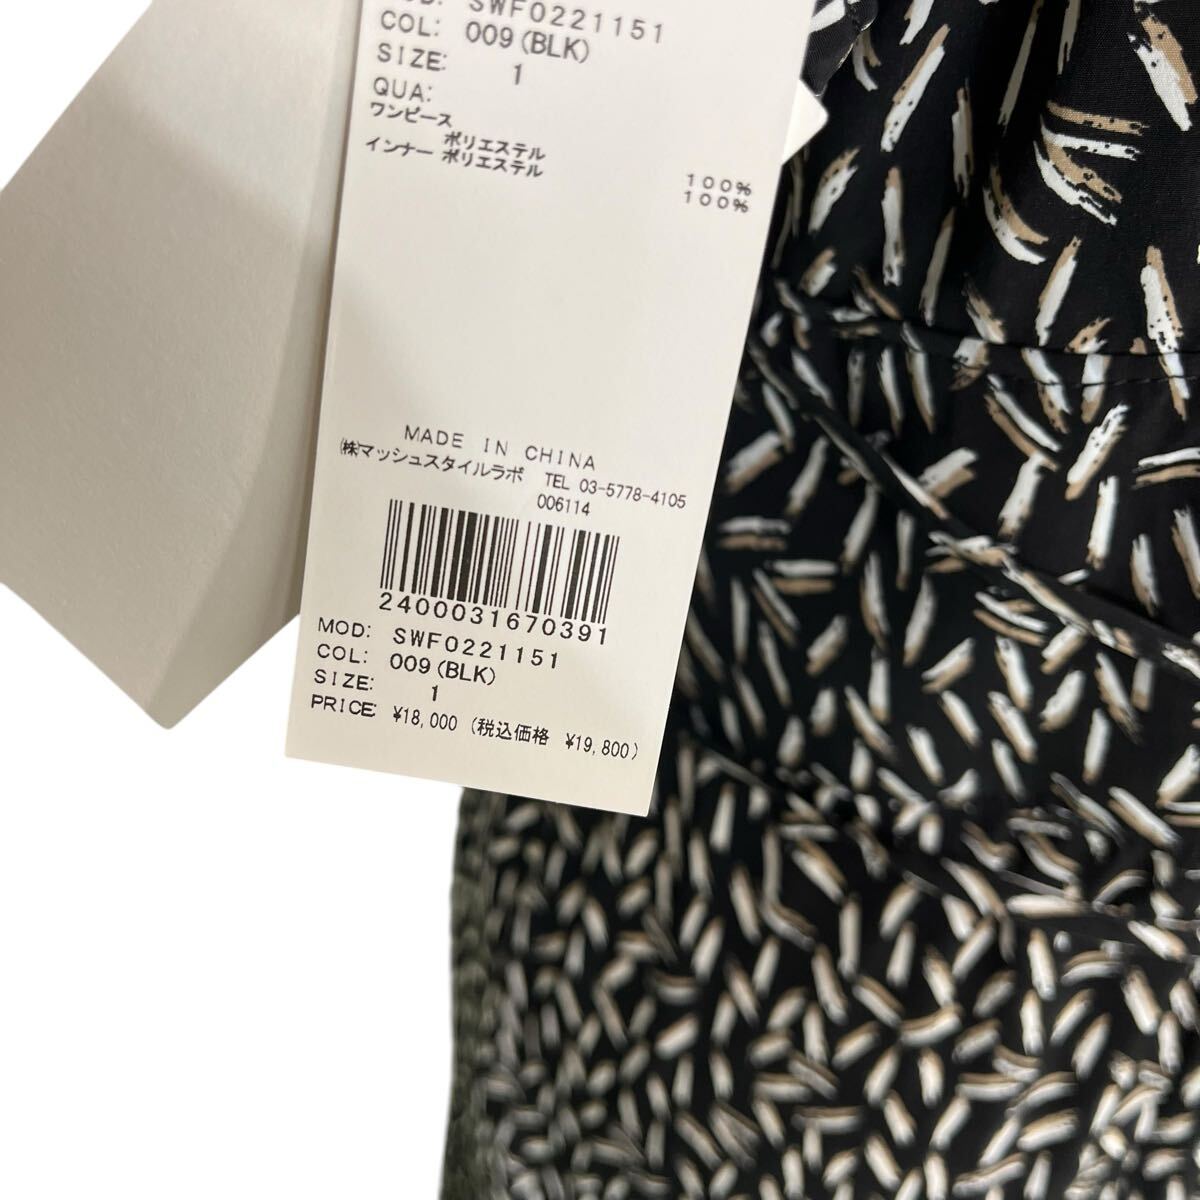 MOD: SWF0221151
COL: 009(BLK)
SIZE: 1
QUA:
ワンピース
ポリエステル 100%
インナー ポリエステル 100%
MADE IN CHINA
㈱マッシュスタイルラボ TEL 03-5778-4105
006114
2400031670391
MOD: SWF0221151
COL: 009(BLK)
SIZE: 1
PRICE: ¥18,000 (税込価格 ¥19,800)